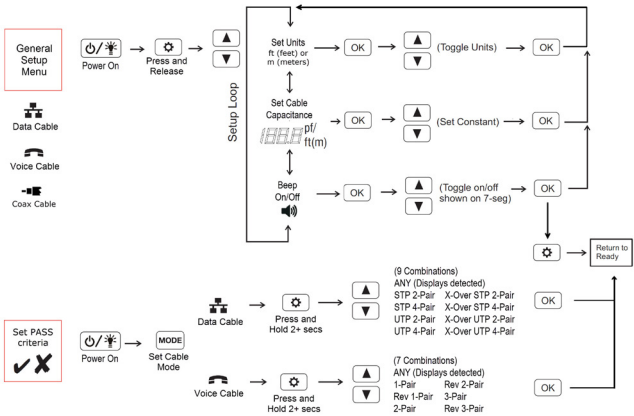 General
Setup
Menu
Power On
Press and
Release
Data Cable
Voice Cable
Coax Cable
Setup Loop
Set Units
ft (feet) or
m (meters)
OK
(Toggle Units)
OK
Set Cable
Capacitance
pf/
ft(m)
OK
(Set Constant)
OK
Beep
On/Off
OK
(Toggle on/off
shown on 7-seg)
OK
Return to
Ready
Set PASS
criteria
Power On
MODE
Set Cable
Mode
Data Cable
Press and
Hold 2+ secs
(9 Combinations)
ANY (Displays detected)
STP 2-Pair X-Over STP 2-Pair
STP 4-Pair X-Over STP 4-Pair
UTP 2-Pair X-Over UTP 2-Pair
UTP 4-Pair X-Over UTP 4-Pair
OK
Voice Cable
Press and
Hold 2+ secs
(7 Combinations)
ANY (Displays detected)
1-Pair Rev 2-Pair
Rev 1-Pair 3-Pair
2-Pair Rev 3-Pair
OK